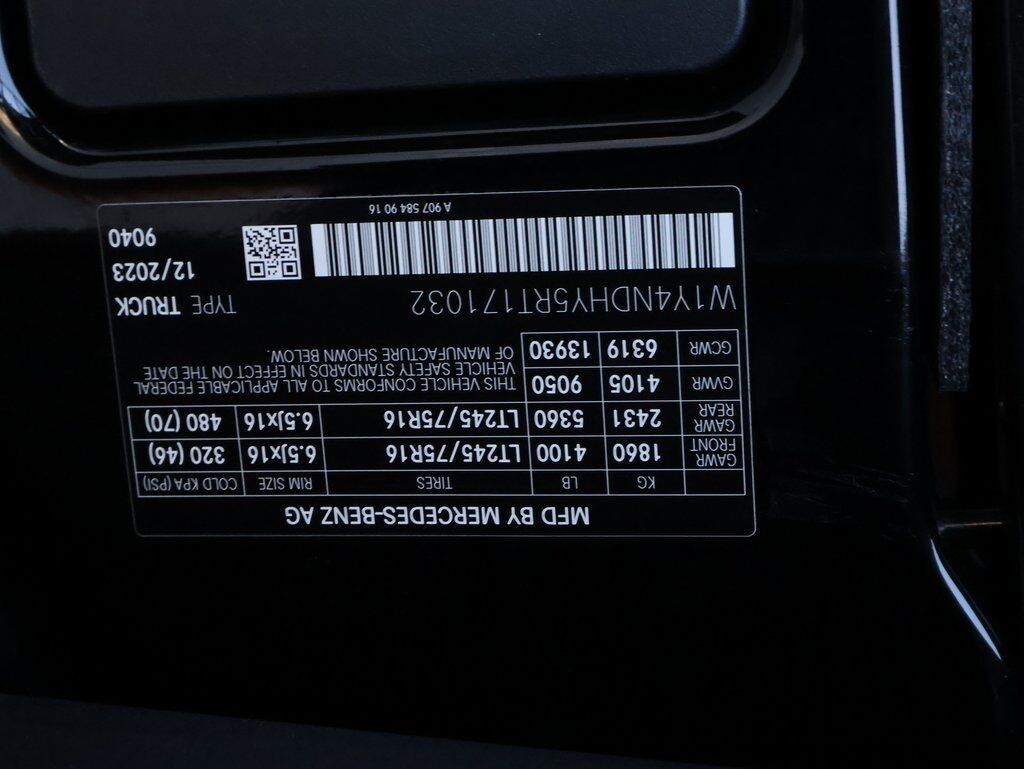 MFD BY MERCEDES-BENZ AG
KG LB TIRES RIM SIZE COLD KPA (PSI)
GAWR FRONT 1860 4100 LT245/75R16 6.5Jx16 320 (46)
GAWR REAR 2431 5360 LT245/75R16 6.5Jx16 480 (70)
GVWR 4105 9050
GCWR 6319 13930
THIS VEHICLE CONFORMS TO ALL APPLICABLE FEDERAL
VEHICLE SAFETY STANDARDS IN EFFECT ON THE DATE
OF MANUFACTURE SHOWN BELOW.
W1Y4NDHY5RT171032 TYPE TRUCK
12/2023
9040
A 907 584 90 16